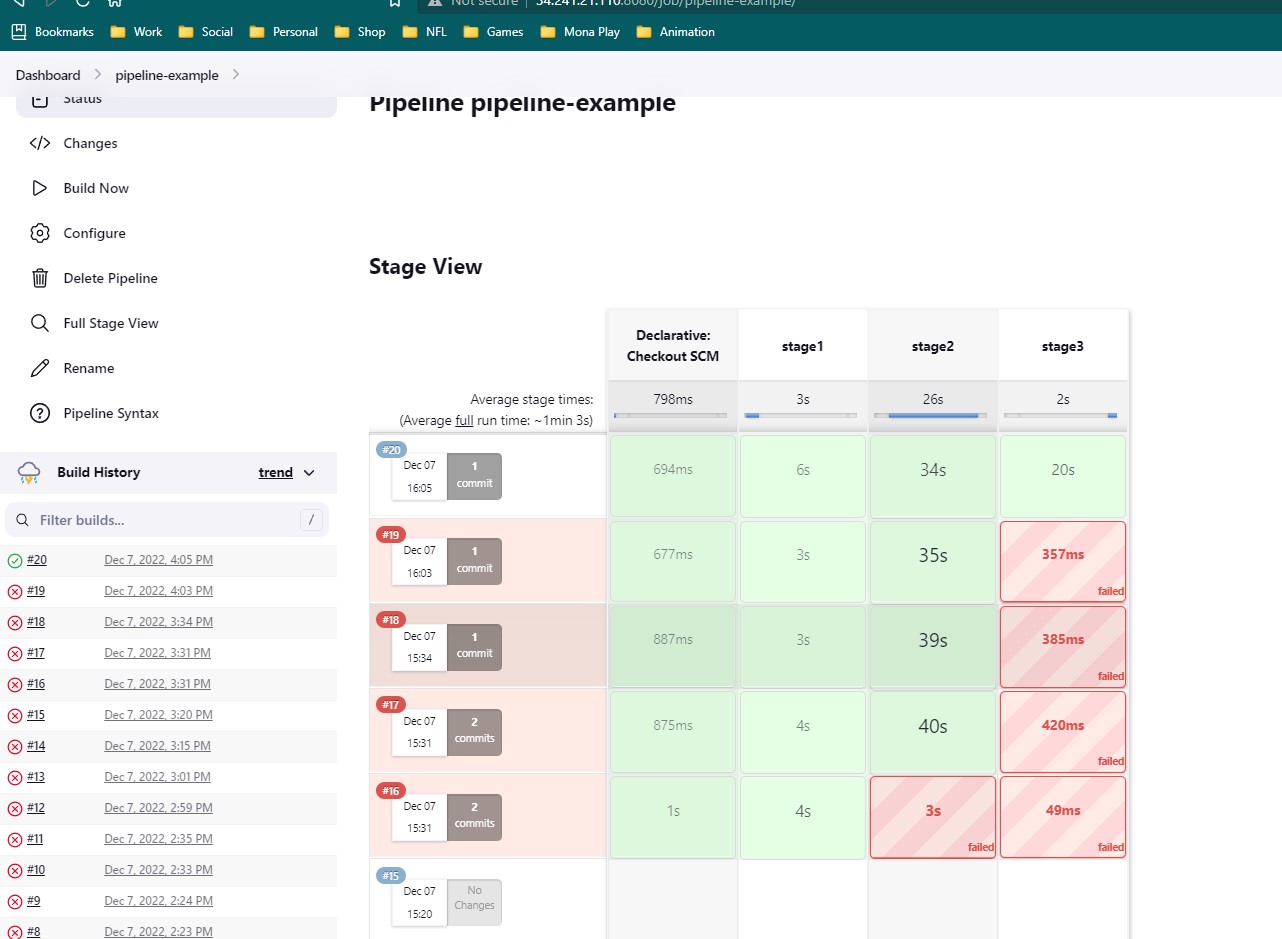 Not secure | 34.241.21.110:8080/job/pipeline-example/
Bookmarks Work Social Personal Shop NFL Games Mona Play Animation
Dashboard pipeline-example
Status
Changes
Build Now
Configure
Delete Pipeline
Full Stage View
Rename
Pipeline Syntax
Build History trend
Filter builds... /
#20 Dec 7, 2022, 4:05 PM
#19 Dec 7, 2022, 4:03 PM
#18 Dec 7, 2022, 3:34 PM
#17 Dec 7, 2022, 3:31 PM
#16 Dec 7, 2022, 3:31 PM
#15 Dec 7, 2022, 3:20 PM
#14 Dec 7, 2022, 3:15 PM
#13 Dec 7, 2022, 3:01 PM
#12 Dec 7, 2022, 2:59 PM
#11 Dec 7, 2022, 2:35 PM
#10 Dec 7, 2022, 2:33 PM
#9 Dec 7, 2022, 2:24 PM
#8 Dec 7, 2022, 2:23 PM
Pipeline pipeline-example
Stage View
Declarative:
Checkout SCM
stage1
stage2
stage3
Average stage times:
(Average full run time: ~1min 3s)
798ms
3s
26s
2s
#20
Dec 07
16:05
1
commit
694ms
6s
34s
20s
#19
Dec 07
16:03
1
commit
677ms
3s
35s
357ms
failed
#18
Dec 07
15:34
1
commit
887ms
3s
39s
385ms
failed
#17
Dec 07
15:31
2
commits
875ms
4s
40s
420ms
failed
#16
Dec 07
15:31
2
commits
1s
4s
3s
failed
49ms
failed
#15
Dec 07
15:20
No
Changes